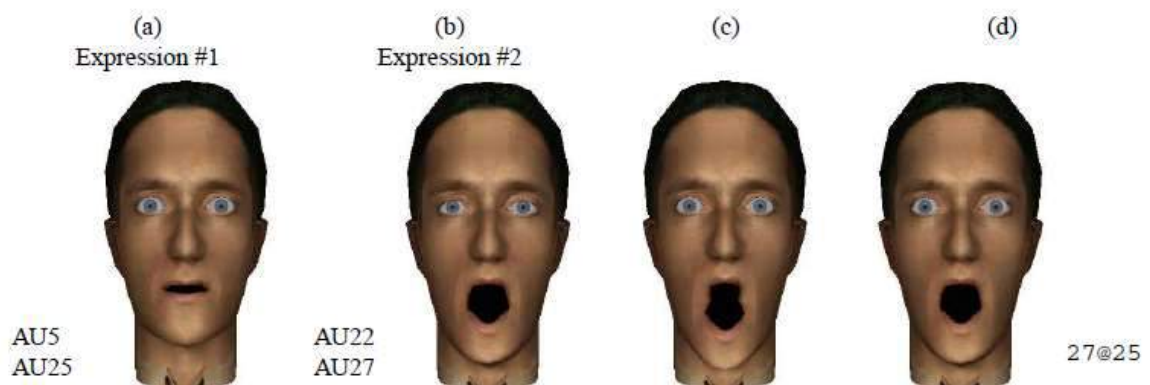 (a)
Expression #1
(b)
Expression #2
(c)
(d)
AU5
AU25
AU22
AU27
27@25